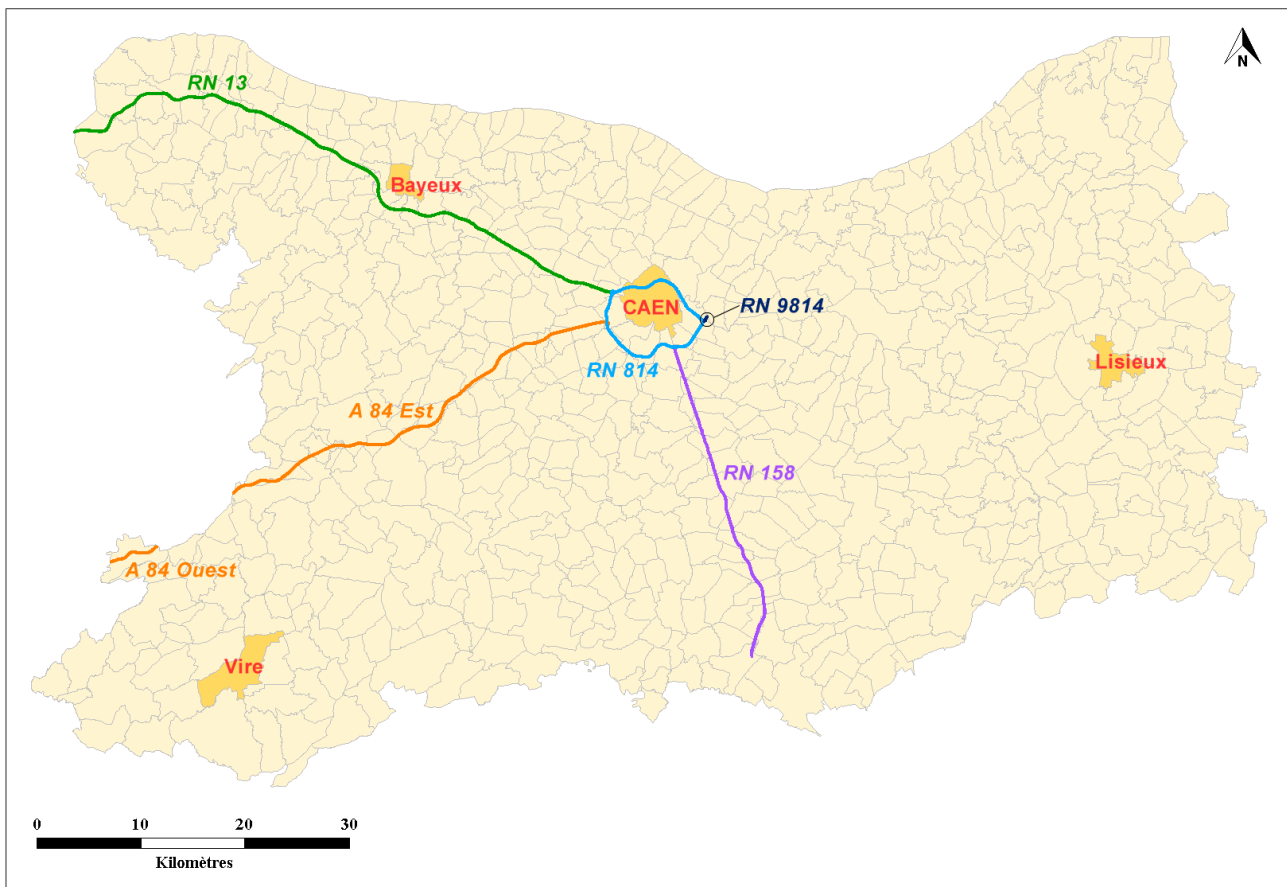 N
RN 13
Bayeux
CAEN
RN 9814
RN 814
Lisieux
A 84 Est
RN 158
A 84 Ouest
Vire
0 10 20 30
Kilomètres